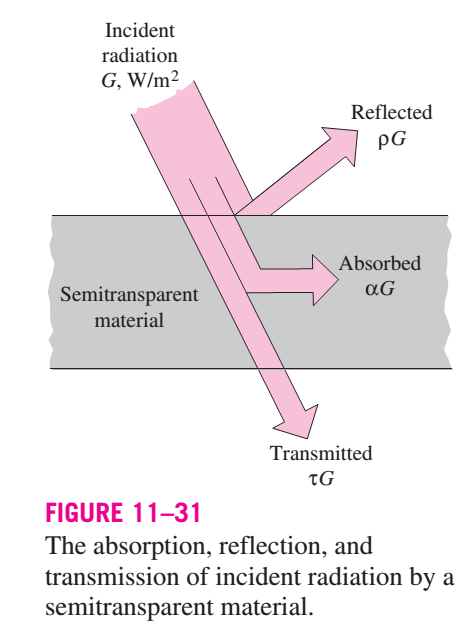 Incident
radiation
G, W/m²
Reflected
ρG
Absorbed
αG
Semitransparent
material
Transmitted
τG
FIGURE 11–31
The absorption, reflection, and
transmission of incident radiation by a
semitransparent material.